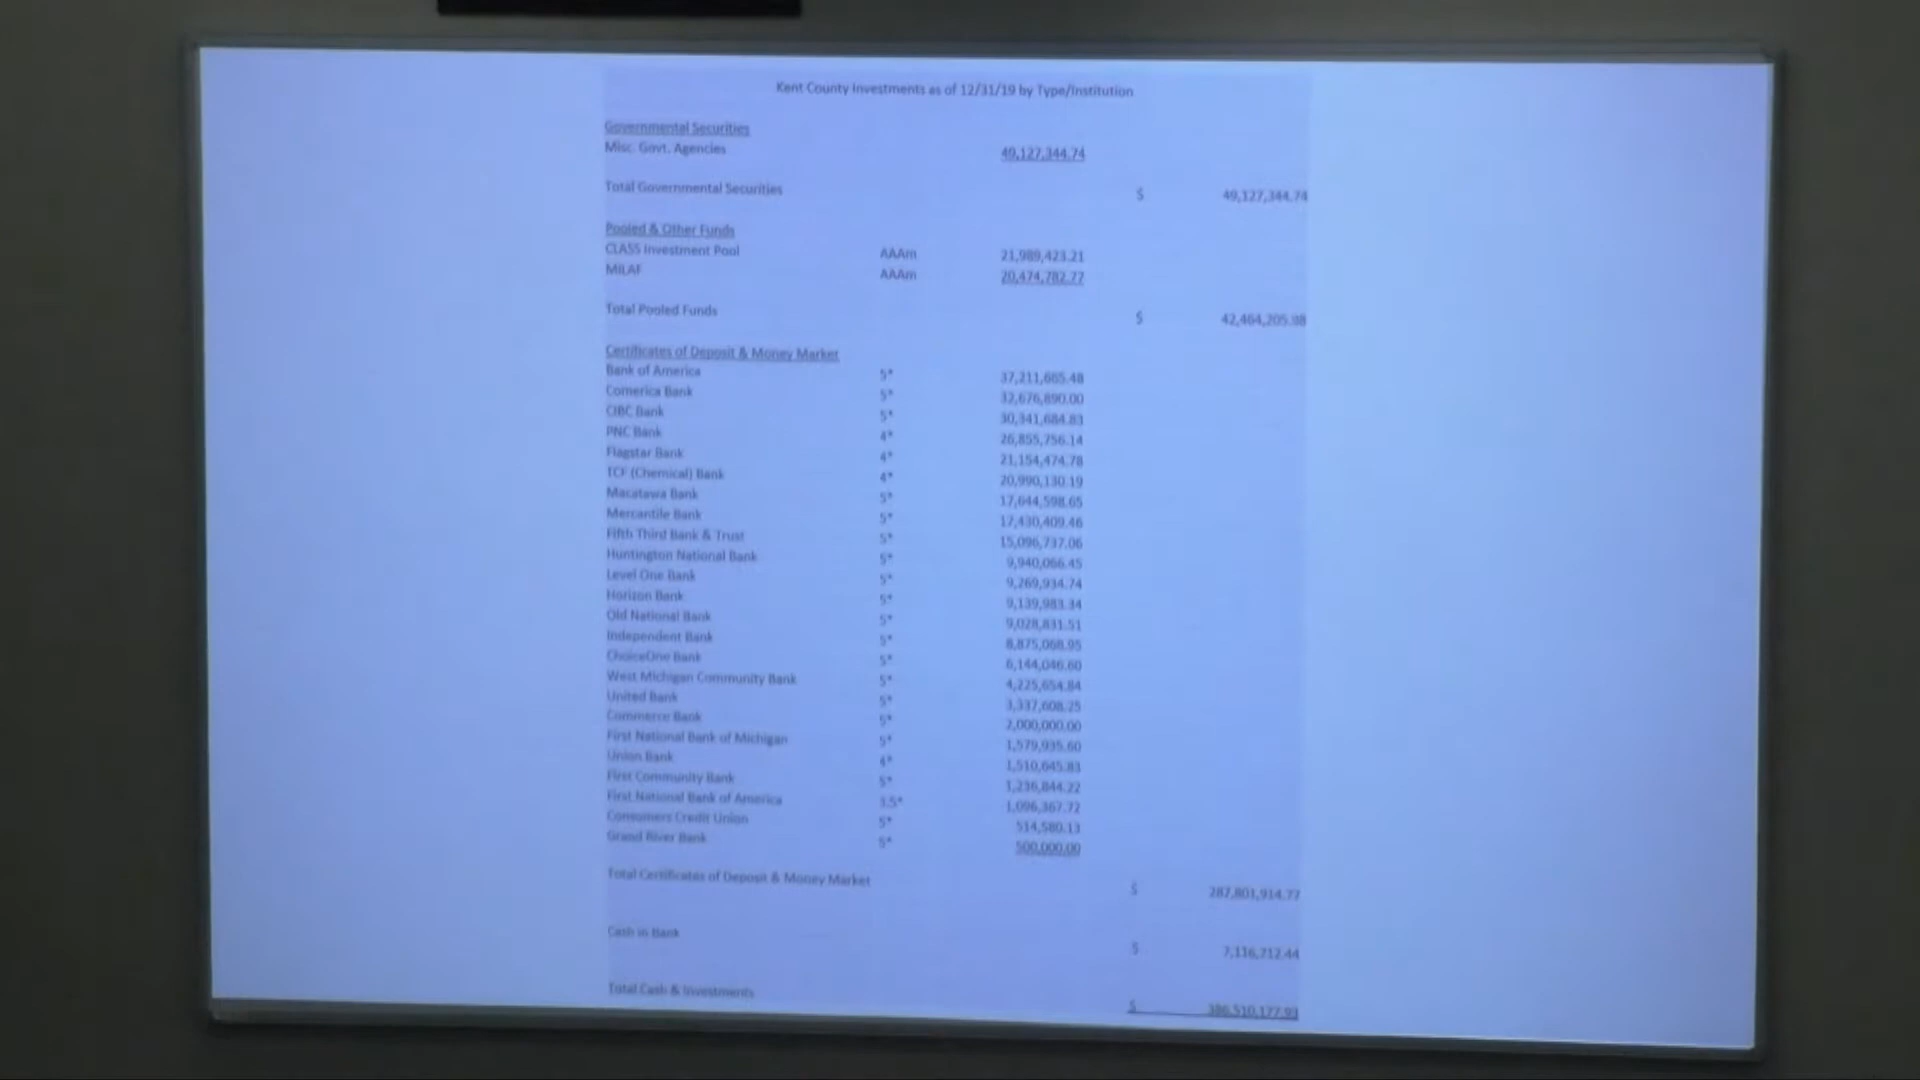 Kent County Investments as of 12/31/19 by Type/Institution
Governmental Securities
Misc. Govt. Agencies 49,127,344.74
Total Governmental Securities $ 49,127,344.74
Pooled & Other Funds
CLASS Investment Pool AAAm 21,989,423.21
MILAF AAAm 20,474,782.77
Total Pooled Funds $ 42,464,205.98
Certificates of Deposit & Money Market
Bank of America 5* 37,211,665.48
Comerica Bank 5* 32,676,890.00
CIBC Bank 5* 30,341,684.83
PNC Bank 4* 26,855,756.14
Flagstar Bank 4* 21,154,474.78
TCF (Chemical) Bank 4* 20,990,130.19
Macatawa Bank 5* 17,644,598.65
Mercantile Bank 5* 17,430,409.46
Fifth Third Bank & Trust 5* 15,096,737.06
Huntington National Bank 5* 9,940,066.45
Level One Bank 5* 9,269,934.74
Horizon Bank 5* 9,139,983.34
Old National Bank 5* 9,028,831.51
Independent Bank 5* 8,875,068.95
ChoiceOne Bank 5* 6,144,046.60
West Michigan Community Bank 5* 4,225,654.84
United Bank 5* 3,337,608.25
Commerce Bank 5* 2,000,000.00
First National Bank of Michigan 5* 1,579,935.60
Union Bank 4* 1,510,645.83
First Community Bank 5* 1,236,844.22
First National Bank of America 3.5* 1,096,367.72
Consumers Credit Union 5* 514,580.13
Grand River Bank 5* 500,000.00
Total Certificates of Deposit & Money Market $ 287,801,914.77
Cash in Bank $ 7,116,712.44
Total Cash & Investments $ 386,510,177.93